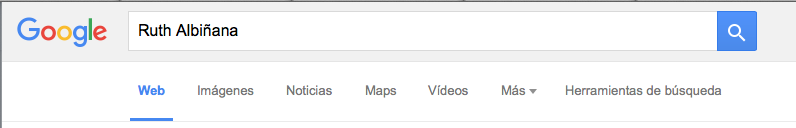 Google Ruth Albiñana
Web Imágenes Noticias Maps Vídeos Más Herramientas de búsqueda